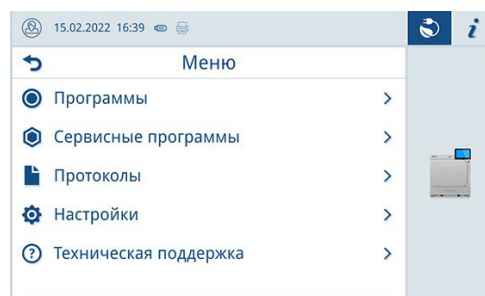 15.02.2022 16:39
i
Меню
Программы
Сервисные программы
Протоколы
Настройки
? Техническая поддержка